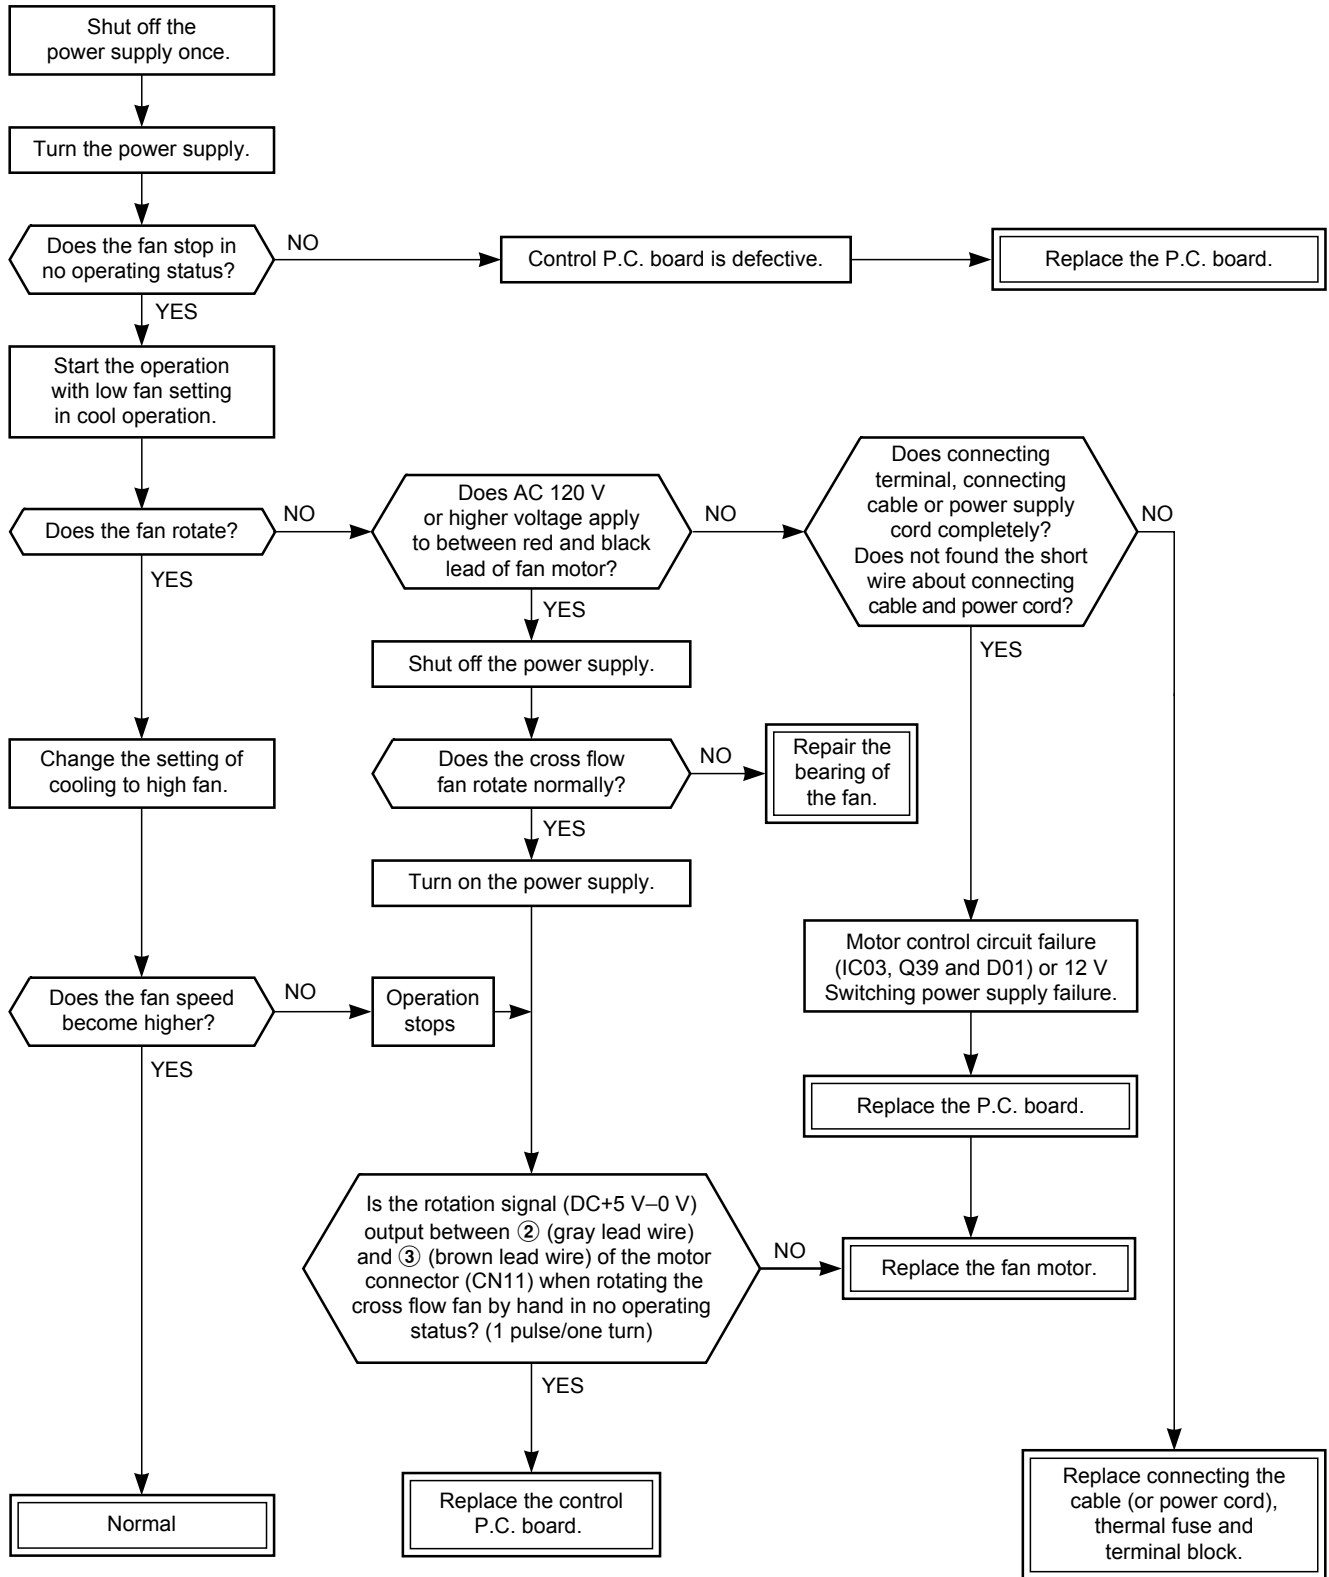 Shut off the
power supply once.
Turn the power supply.
Does the fan stop in
no operating status?
NO
Control P.C. board is defective.
Replace the P.C. board.
YES
Start the operation
with low fan setting
in cool operation.
Does the fan rotate?
NO
Does AC 120 V
or higher voltage apply
to between red and black
lead of fan motor?
NO
Does connecting
terminal, connecting
cable or power supply
cord completely?
Does not found the short
wire about connecting
cable and power cord?
NO
YES
YES
YES
Shut off the power supply.
Change the setting of
cooling to high fan.
Does the cross flow
fan rotate normally?
NO
Repair the
bearing of
the fan.
YES
Turn on the power supply.
Motor control circuit failure
(IC03, Q39 and D01) or 12 V
Switching power supply failure.
Does the fan speed
become higher?
NO
Operation
stops
YES
Replace the P.C. board.
Is the rotation signal (DC+5 V–0 V)
output between ② (gray lead wire)
and ③ (brown lead wire) of the motor
connector (CN11) when rotating the
cross flow fan by hand in no operating
status? (1 pulse/one turn)
NO
Replace the fan motor.
YES
Normal
Replace the control
P.C. board.
Replace connecting the
cable (or power cord),
thermal fuse and
terminal block.